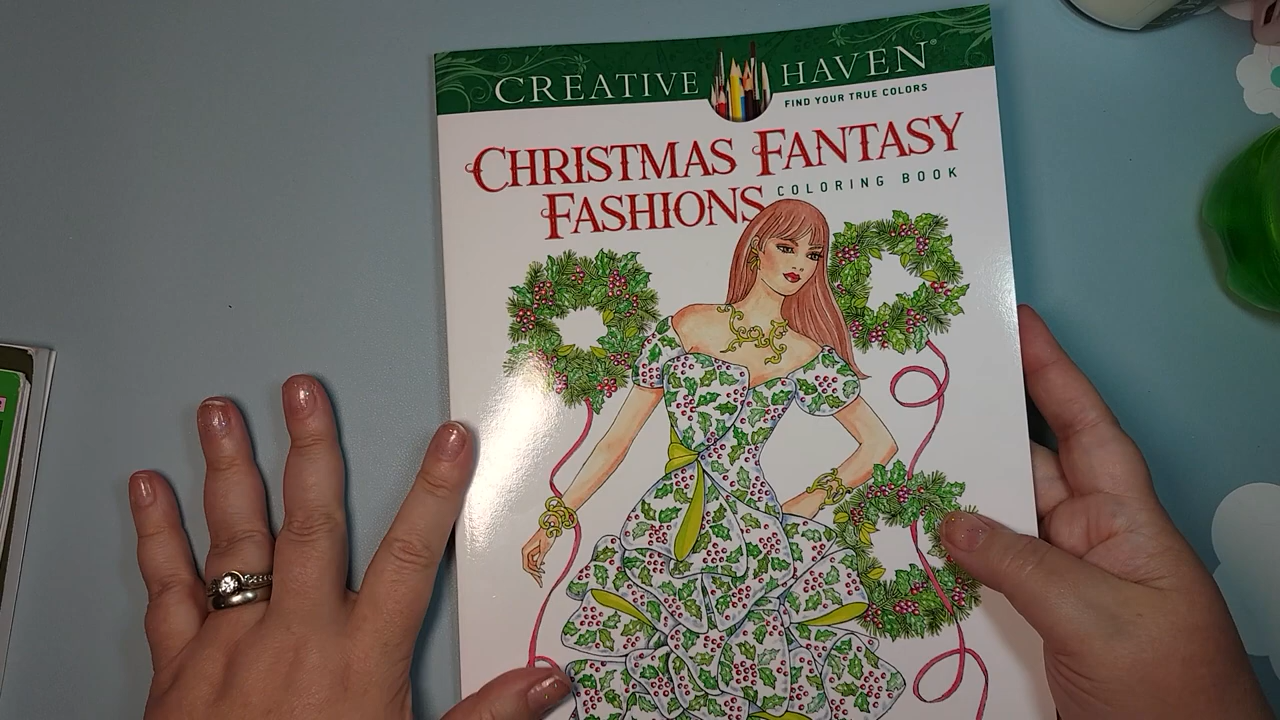 CREATIVE HAVEN®
FIND YOUR TRUE COLORS
CHRISTMAS FANTASY
FASHIONS COLORING BOOK